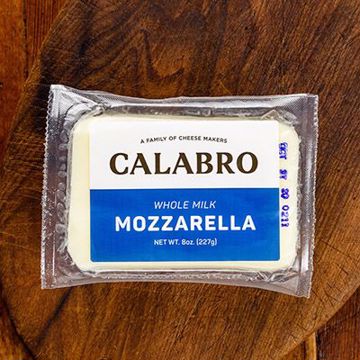 A FAMILY OF CHEESE MAKERS
CALABRO
WHOLE MILK
MOZZARELLA
NET WT. 8oz. (227g)